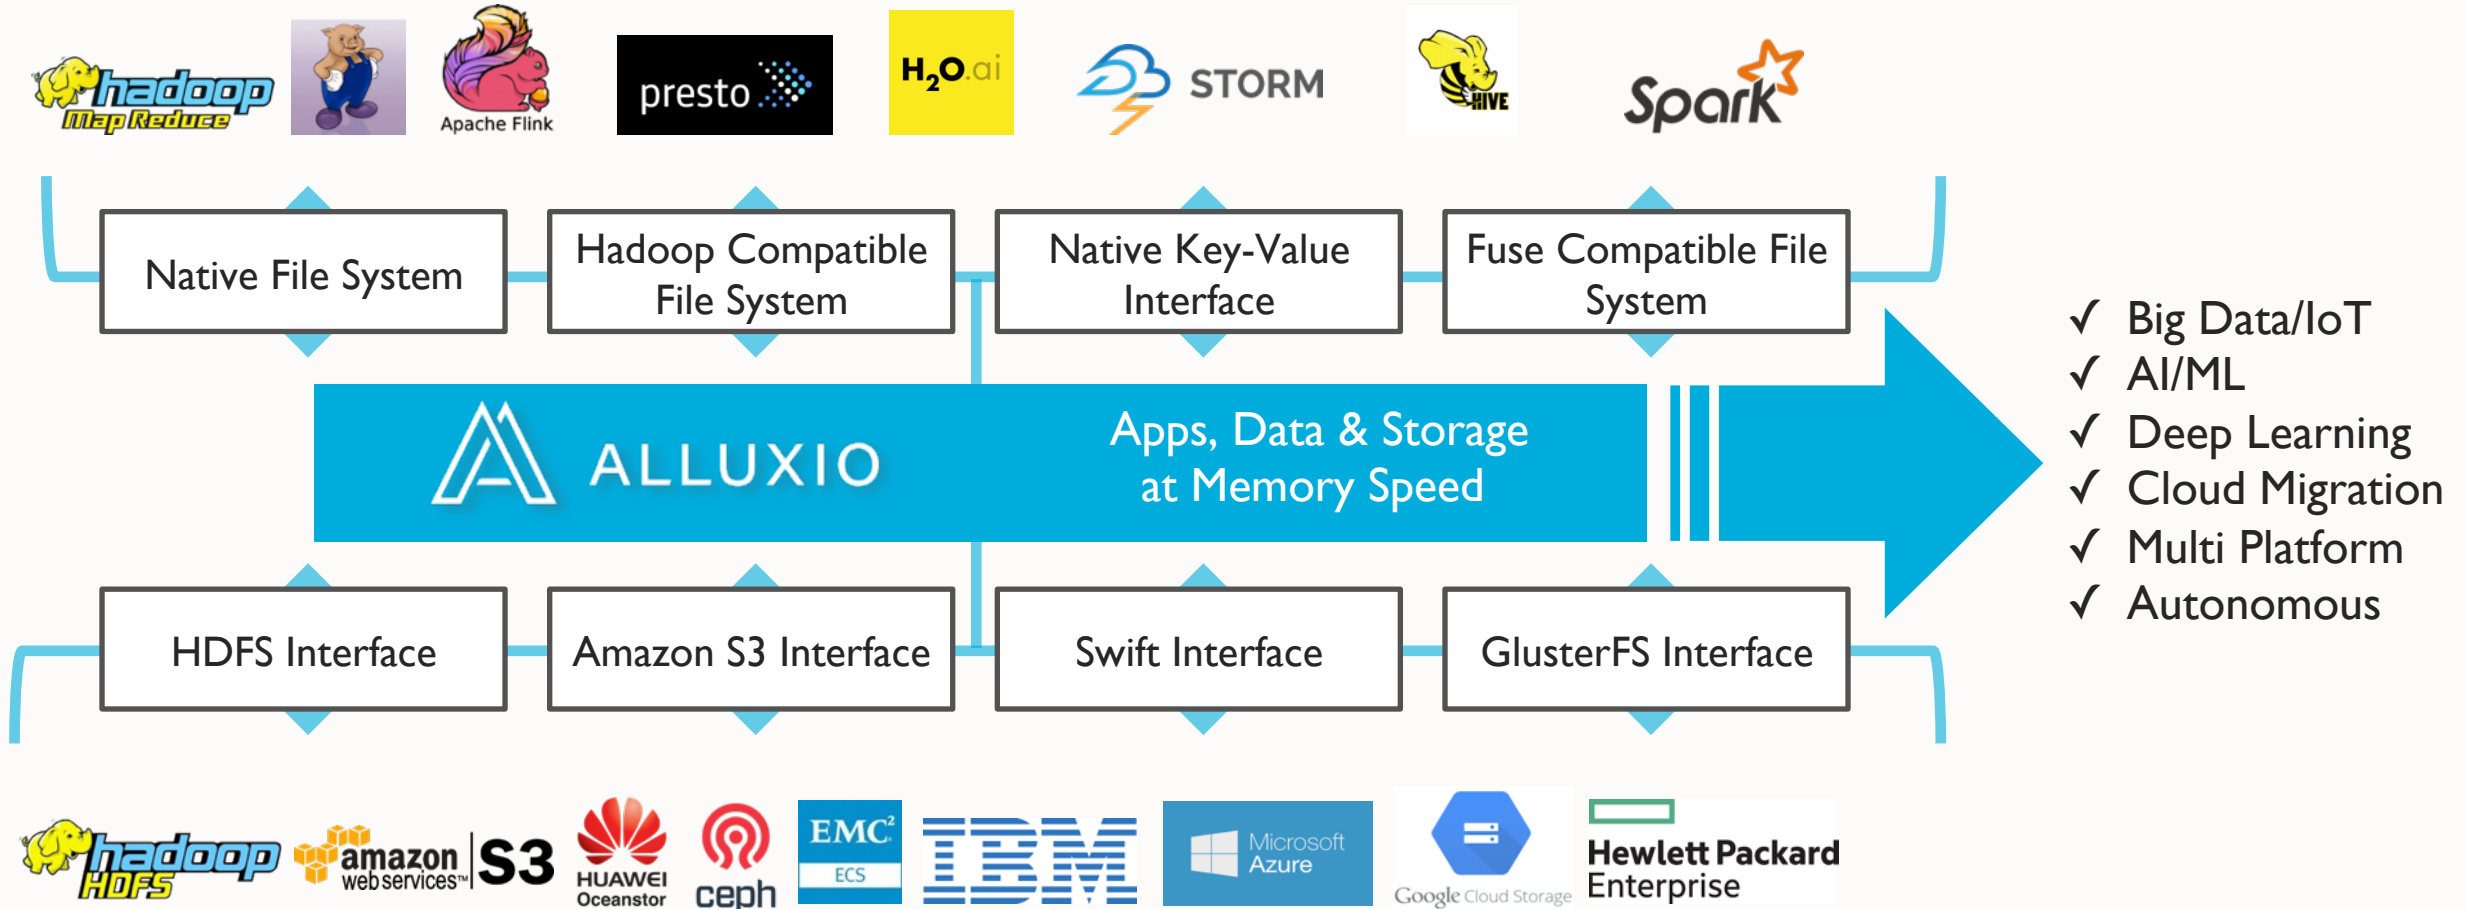 hadoop
Map Reduce
Apache Flink
presto
H2O.ai
STORM
HIVE
Spark
Native File System
Hadoop Compatible
File System
Native Key-Value
Interface
Fuse Compatible File
System
ALLUXIO
Apps, Data & Storage
at Memory Speed
✓ Big Data/IoT
✓ AI/ML
✓ Deep Learning
✓ Cloud Migration
✓ Multi Platform
✓ Autonomous
HDFS Interface
Amazon S3 Interface
Swift Interface
GlusterFS Interface
hadoop
HDFS
amazon
web services™
S3
HUAWEI
Oceanstor
ceph
EMC²
ECS
IBM
Microsoft
Azure
Google Cloud Storage
Hewlett Packard
Enterprise